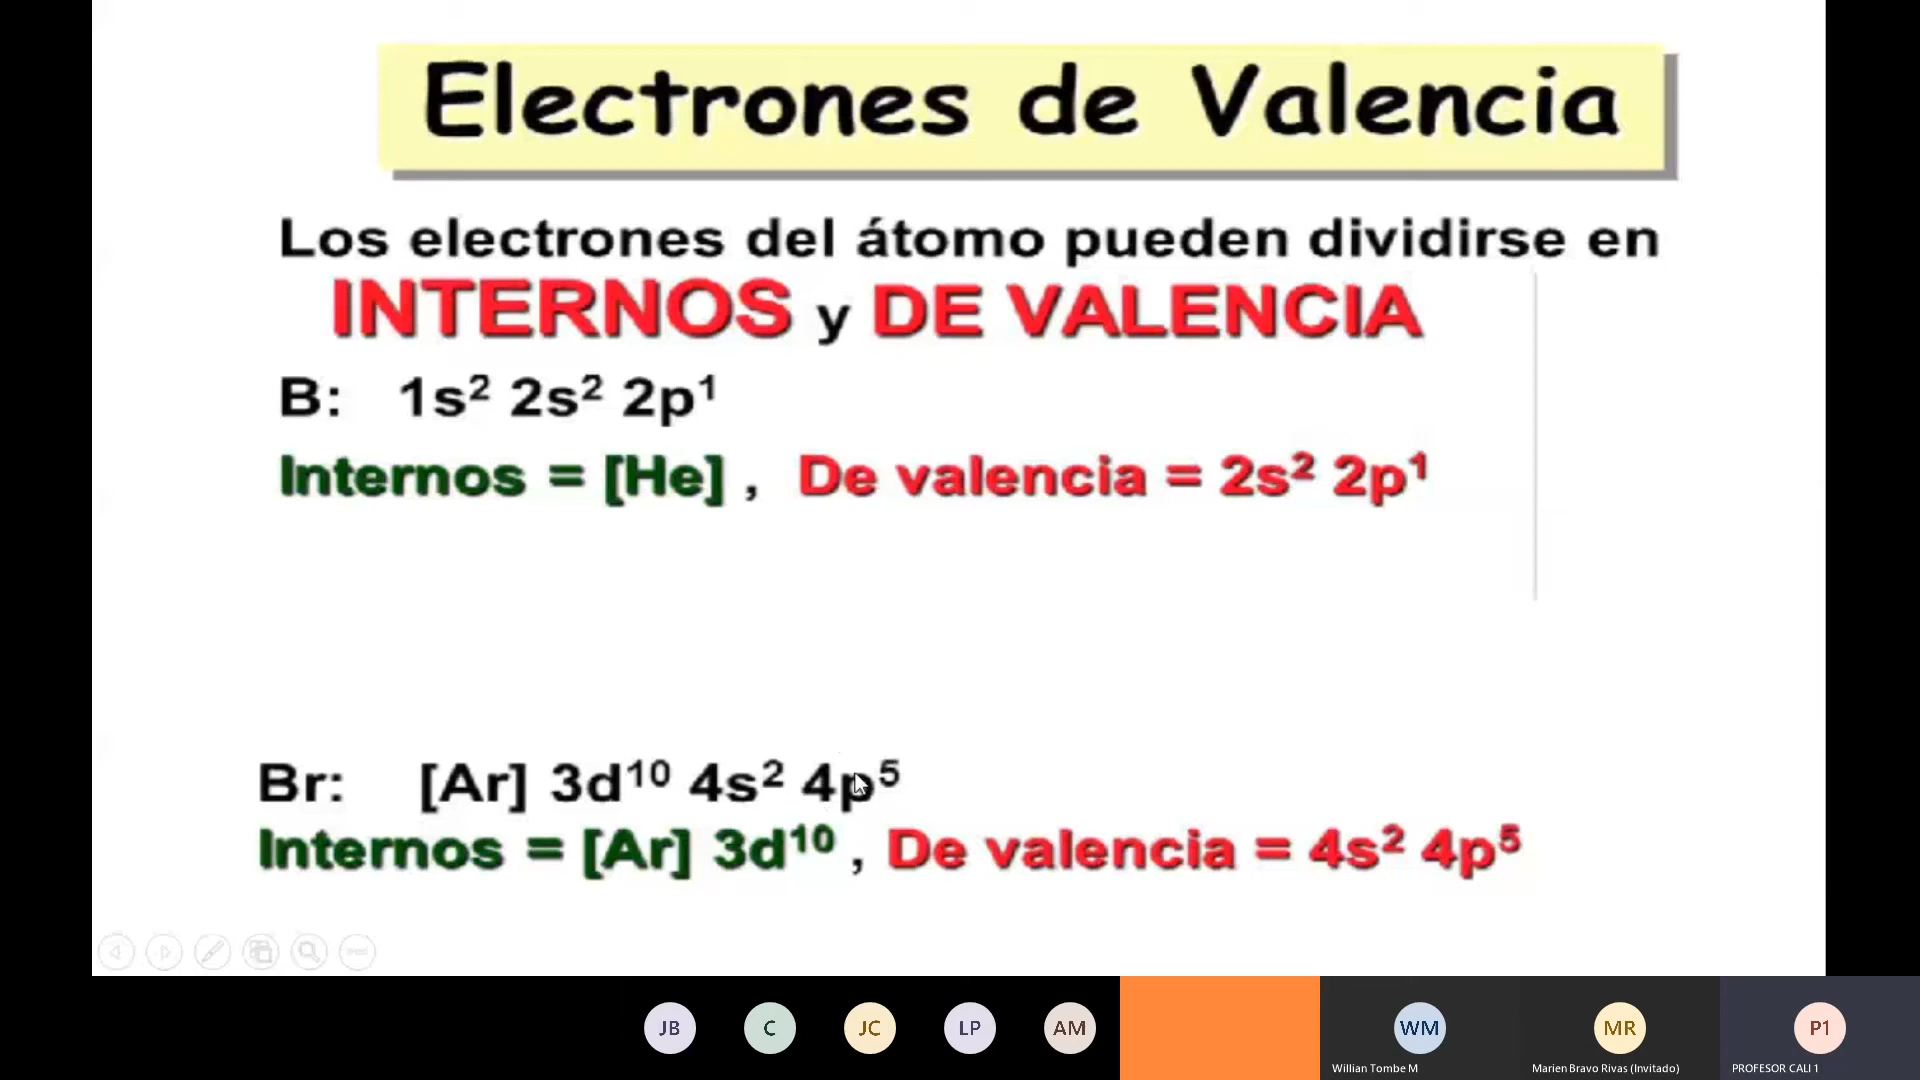 Electrones de Valencia
Los electrones del átomo pueden dividirse en
INTERNOS y DE VALENCIA
B: 1s² 2s² 2p¹
Internos = [He] , De valencia = 2s² 2p¹
Br: [Ar] 3d¹⁰ 4s² 4p⁵
Internos = [Ar] 3d¹⁰ , De valencia = 4s² 4p⁵
JB C JC LP AM WM MR P1
Willian Tombe M Marien Bravo Rivas (Invitado) PROFESOR CALI 1